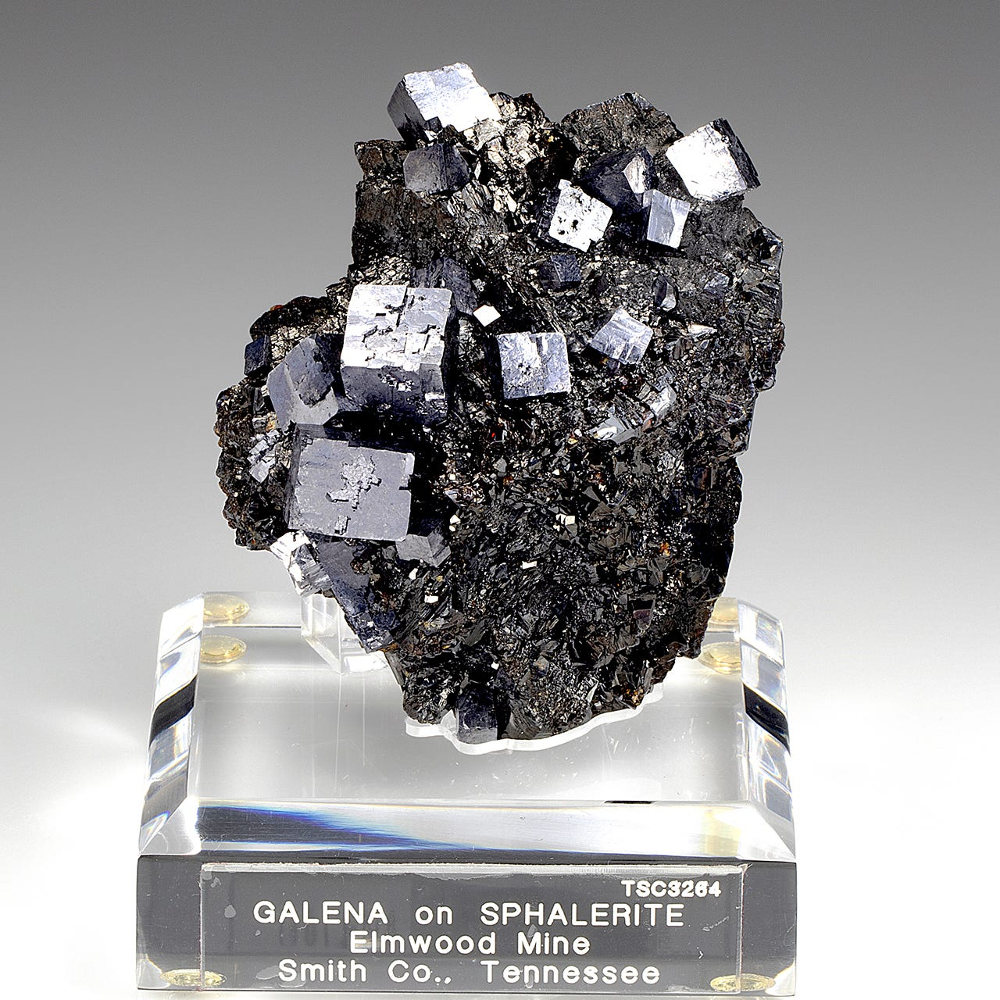 TSC3264
GALENA on SPHALERITE
Elmwood Mine
Smith Co., Tennessee